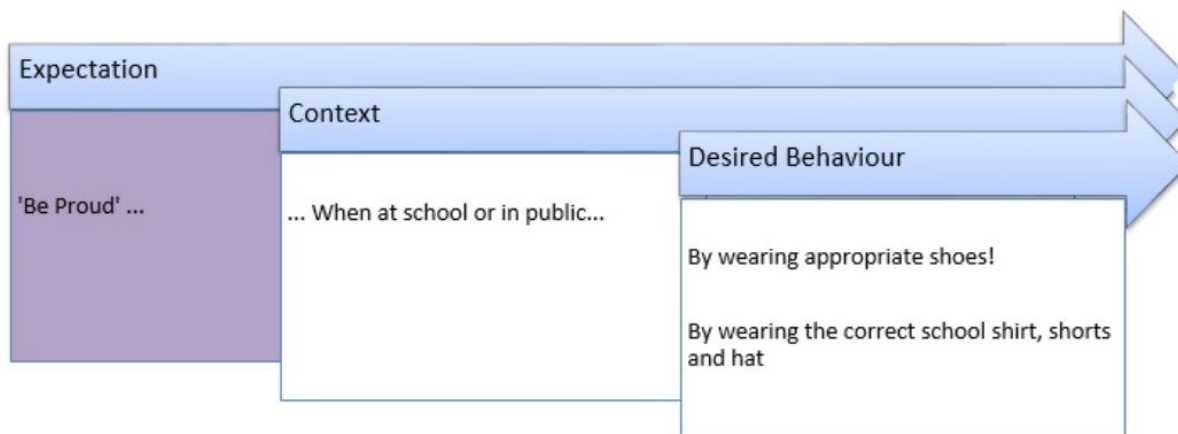 Expectation
Context
Desired Behaviour
'Be Proud' ...
... When at school or in public...
By wearing appropriate shoes!
By wearing the correct school shirt, shorts
and hat